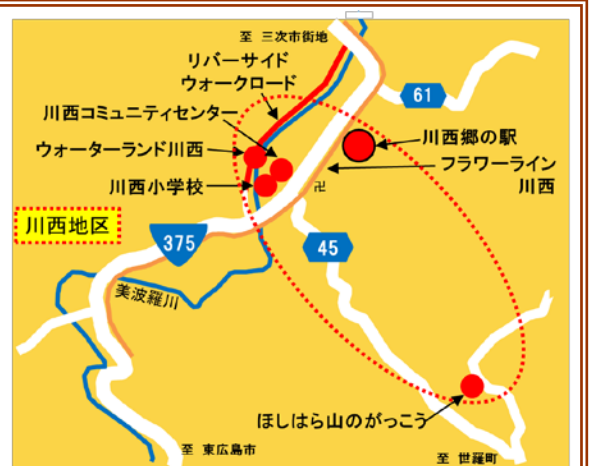 至 三次市街地
リバーサイド
ウォークロード
61
川西コミュニティセンター
川西郷の駅
ウォーターランド川西
フラワーライン
川西
川西小学校
卍
川西地区
375
45
美波羅川
ほしはら山のがっこう
至 東広島市
至 世羅町